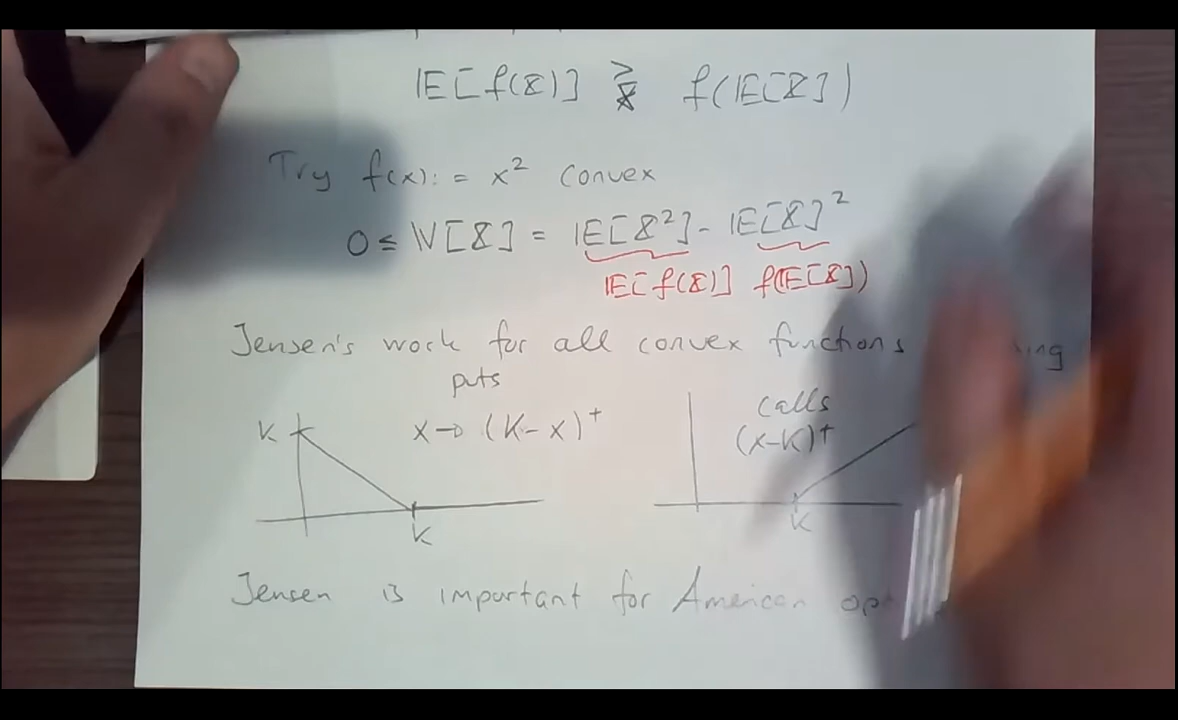 𝔼[f(X)] ≥ f(𝔼[X])
Try f(x) := x² convex
0 ≤ 𝕍[X] = 𝔼[X²] - 𝔼[X]²
𝔼[f(X)] f(𝔼[X])
Jensen's work for all convex functions
puts
calls
K x → (K-x)⁺ (x-K)⁺
K K
Jensen is important for American